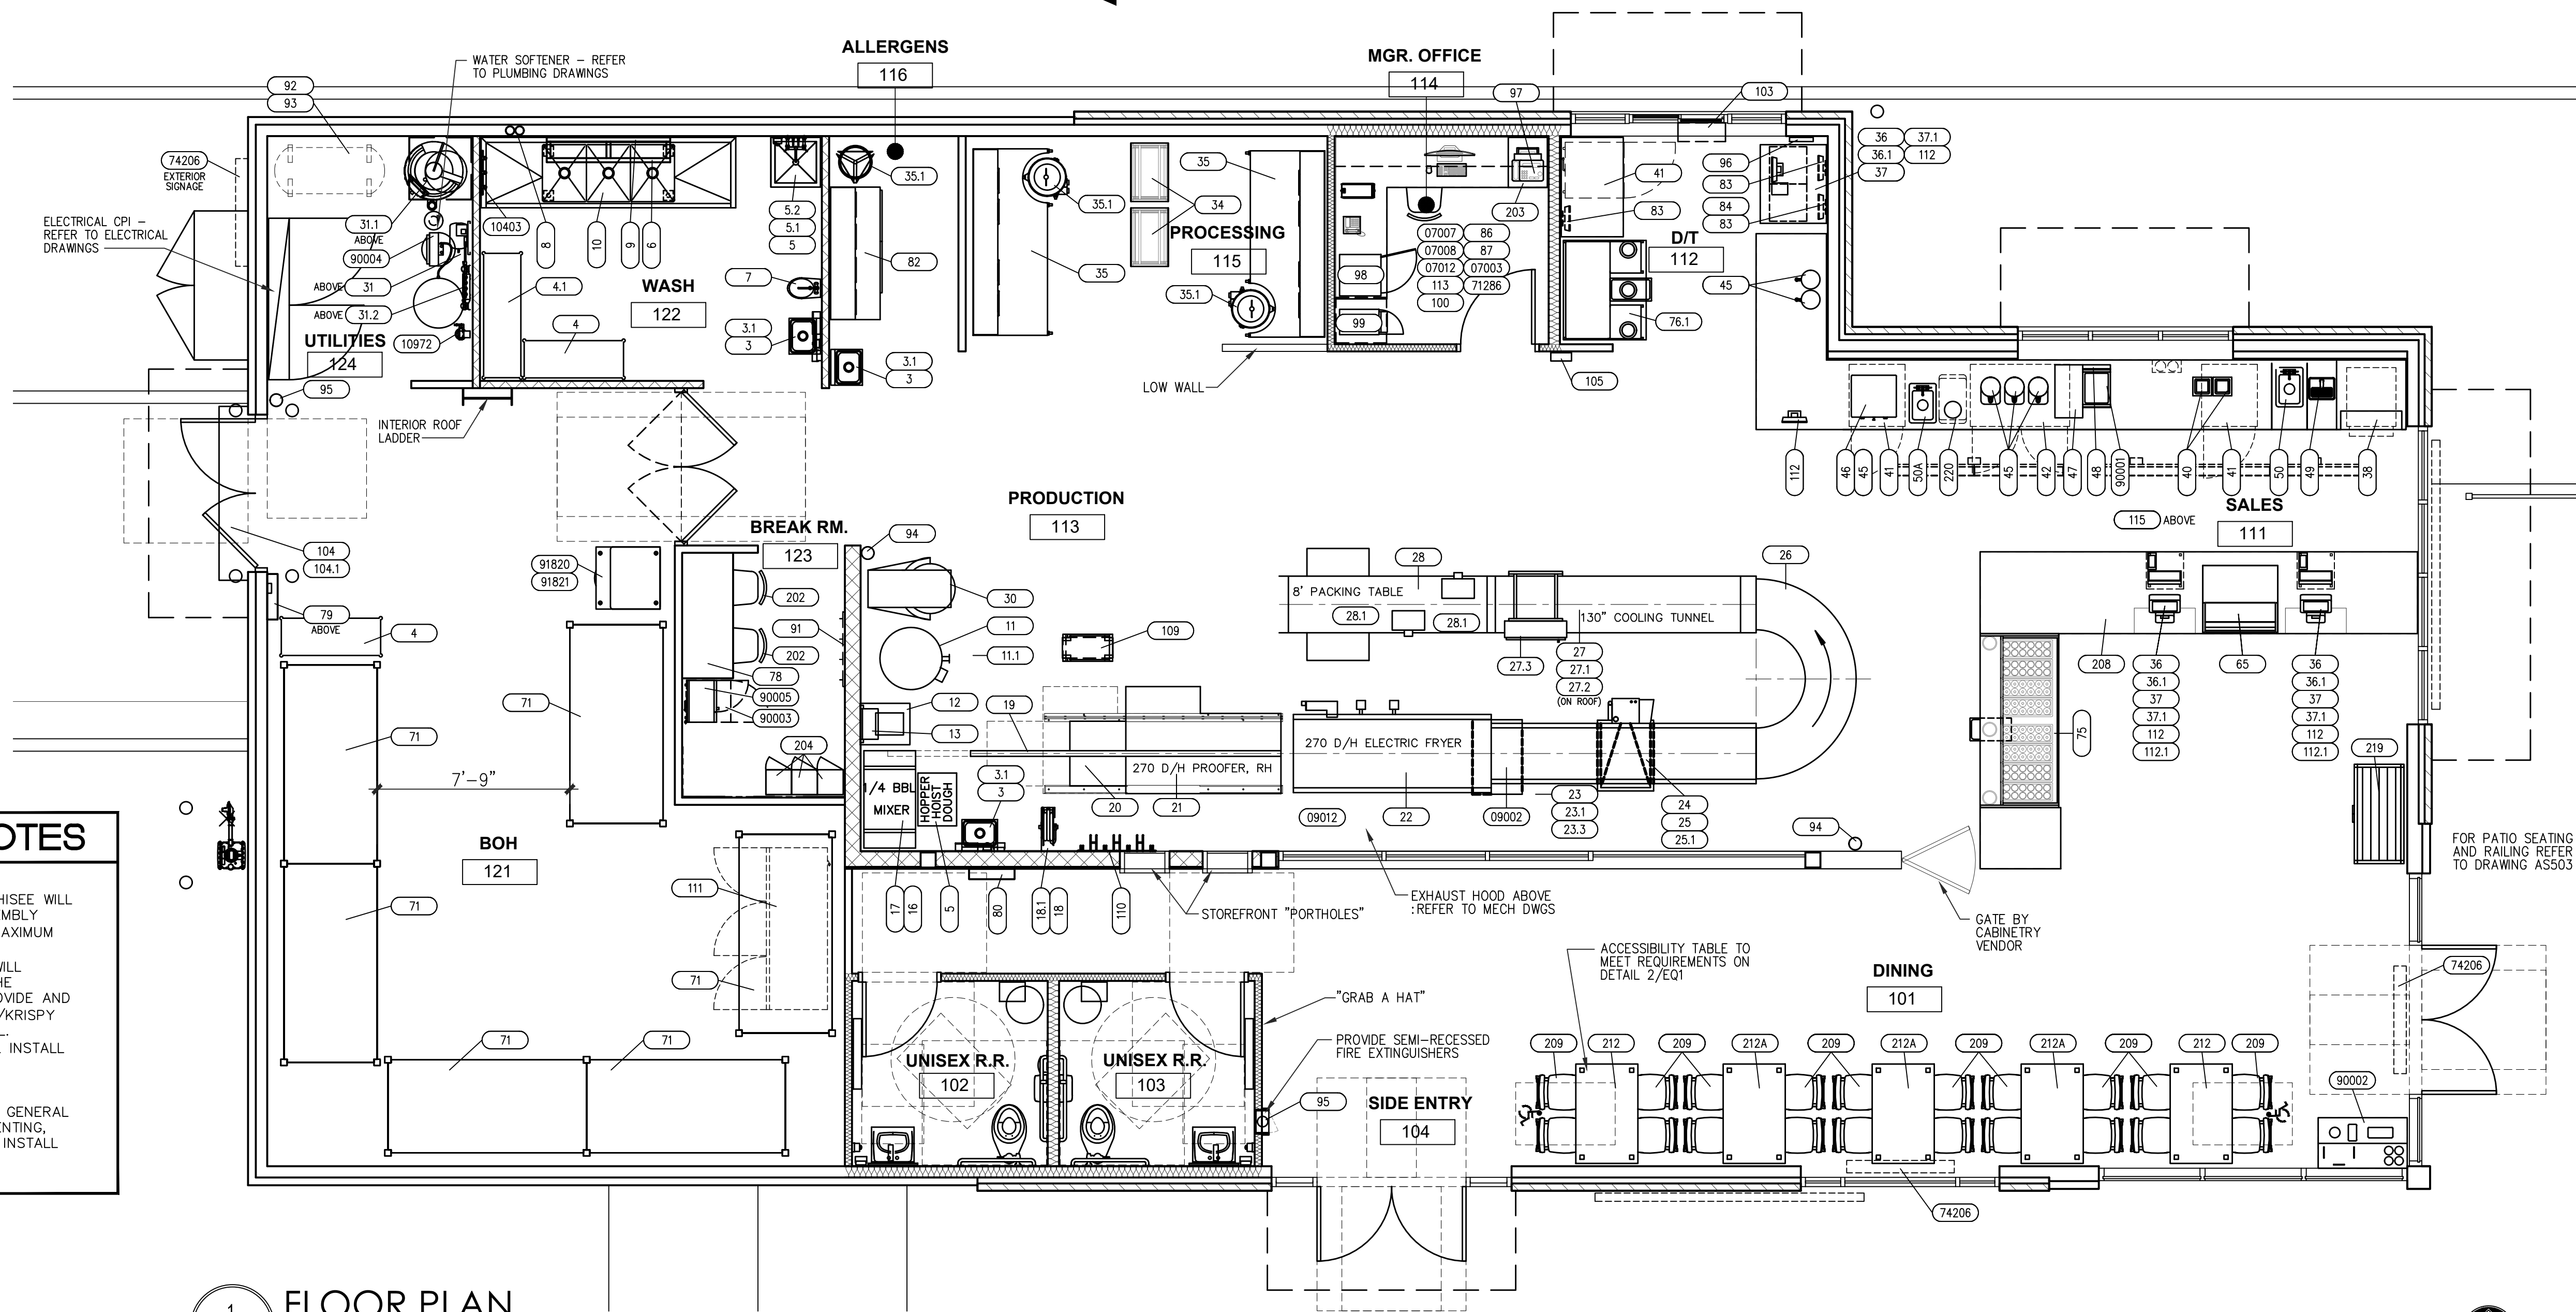 ALLERGENS
116
MGR. OFFICE
114
WATER SOFTENER – REFER
TO PLUMBING DRAWINGS
92
93
97
103
74206
EXTERIOR
SIGNAGE
ELECTRICAL CPI –
REFER TO ELECTRICAL
DRAWINGS
31.1
ABOVE
90004
ABOVE 31
ABOVE 31.2
10972
UTILITIES
124
95
10403
8
10
9
6
5.2
5.1
5
4.1
WASH
122
7
4
3.1
3
35.1
82
3.1
3
35.1
35
34
35
PROCESSING
115
35.1
LOW WALL
203
07007
86
07008
87
07012
07003
113
71286
100
98
99
41
83
D/T
112
76.1
105
96
83
84
83
36
37.1
36.1
112
37
45
INTERIOR ROOF
LADDER
112
46
45
41
50A
220
45
42
47
48
90001
40
41
50
49
38
SALES
111
115 ABOVE
104
104.1
79
ABOVE
4
91820
91821
BREAK RM.
123
202
91
202
78
90005
90003
204
PRODUCTION
113
94
30
11
11.1
109
12
13
19
1/4 BBL
MIXER
HOPPER
HOIST
DOUGH
3.1
3
20
270 D/H PROOFER, RH
21
8' PACKING TABLE
28
28.1
28.1
27.3
130" COOLING TUNNEL
27
27.1
27.2
(ON ROOF)
26
270 D/H ELECTRIC FRYER
09012
22
09002
23
23.1
23.3
24
25
25.1
94
208
36
36.1
37
37.1
112
112.1
65
36
36.1
37
37.1
112
112.1
75
219
FOR PATIO SEATING
AND RAILING REFER
TO DRAWING AS503
71
71
7'-9"
BOH
121
71
111
71
71
71
17
16
5
80
18.1
18
110
STOREFRONT "PORTHOLES"
EXHAUST HOOD ABOVE
:REFER TO MECH DWGS
GATE BY
CABINETRY
VENDOR
ACCESSIBILITY TABLE TO
MEET REQUIREMENTS ON
DETAIL 2/EQ1
DINING
101
74206
"GRAB A HAT"
PROVIDE SEMI-RECESSED
FIRE EXTINGUISHERS
95
UNISEX R.R.
102
UNISEX R.R.
103
SIDE ENTRY
104
209
212
209
212A
209
212A
209
212A
209
212
209
90002
74206
OTES
HISEE WILL
EMBLY
AXIMUM
WILL
HE
OVIDE AND
/KRISPY
INSTALL
GENERAL
ENTING,
INSTALL
1
FLOOR PLAN